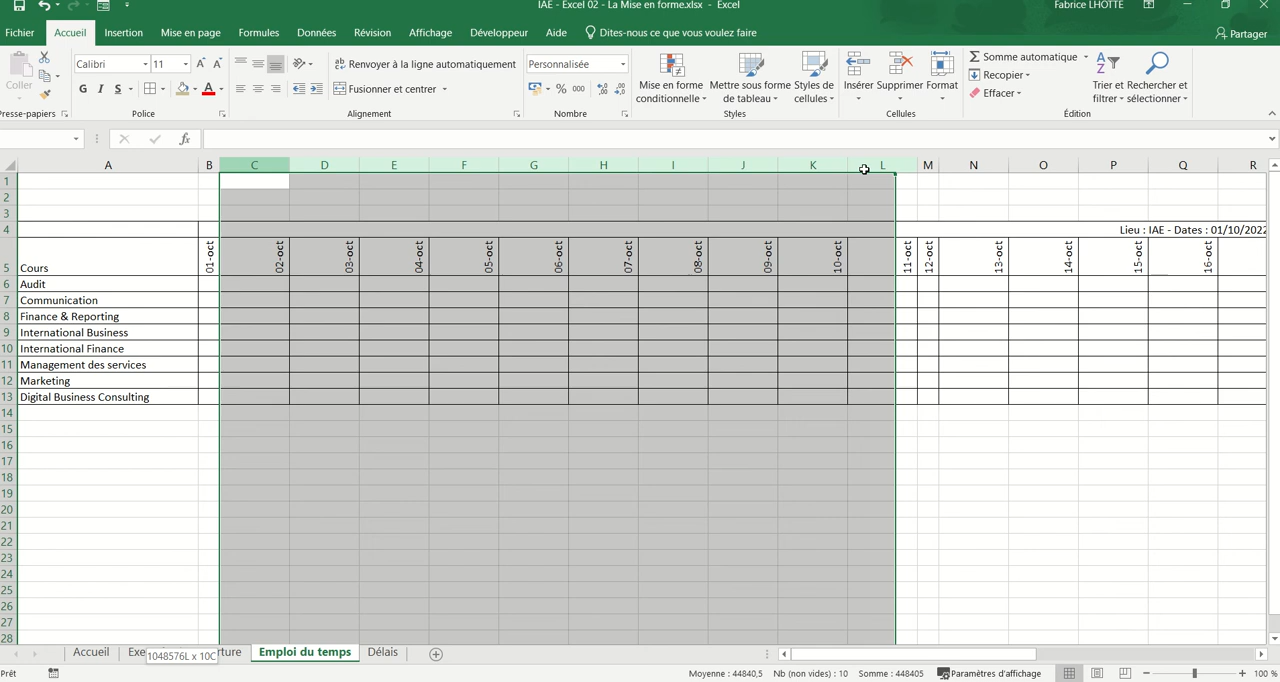 IAE - Excel 02 - La Mise en forme.xlsx - Excel
Fabrice LHOTTE
Fichier Accueil Insertion Mise en page Formules Données Révision Affichage Développeur Aide Dites-nous ce que vous voulez faire
Partager
Coller
Calibri 11
Renvoyer à la ligne automatiquement
Personnalisée
Mise en forme conditionnelle
Mettre sous forme de tableau
Styles de cellules
Insérer Supprimer Format
Somme automatique
Recopier
Effacer
Trier et filtrer
Rechercher et sélectionner
G I S A
Fusionner et centrer
% 000
Presse-papiers Police Alignement Nombre Styles Cellules Édition
fx
A B C D E F G H I J K L M N O P Q R
1
2
3
4 Lieu : IAE - Dates : 01/10/2022
5 Cours 01-oct 02-oct 03-oct 04-oct 05-oct 06-oct 07-oct 08-oct 09-oct 10-oct 11-oct 12-oct 13-oct 14-oct 15-oct 16-oct
6 Audit
7 Communication
8 Finance & Reporting
9 International Business
10 International Finance
11 Management des services
12 Marketing
13 Digital Business Consulting
14
15
16
17
18
19
20
21
22
23
24
25
26
27
28
Accueil Exe ture Emploi du temps Délais
1048576L x 10C
Prêt
Moyenne : 44840,5 Nb (non vides) : 10 Somme : 448405 Paramètres d'affichage 100 %